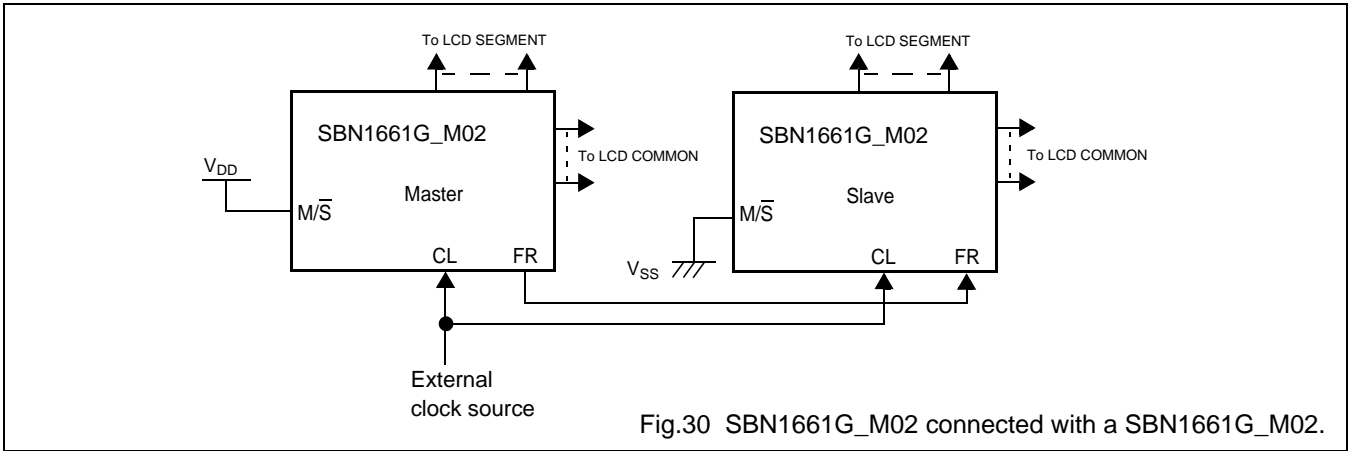 To LCD SEGMENT
To LCD SEGMENT
SBN1661G_M02
SBN1661G_M02
To LCD COMMON
To LCD COMMON
VDD
Master
Slave
M/S̅
M/S̅
CL
FR
VSS
CL
FR
External
clock source
Fig.30 SBN1661G_M02 connected with a SBN1661G_M02.